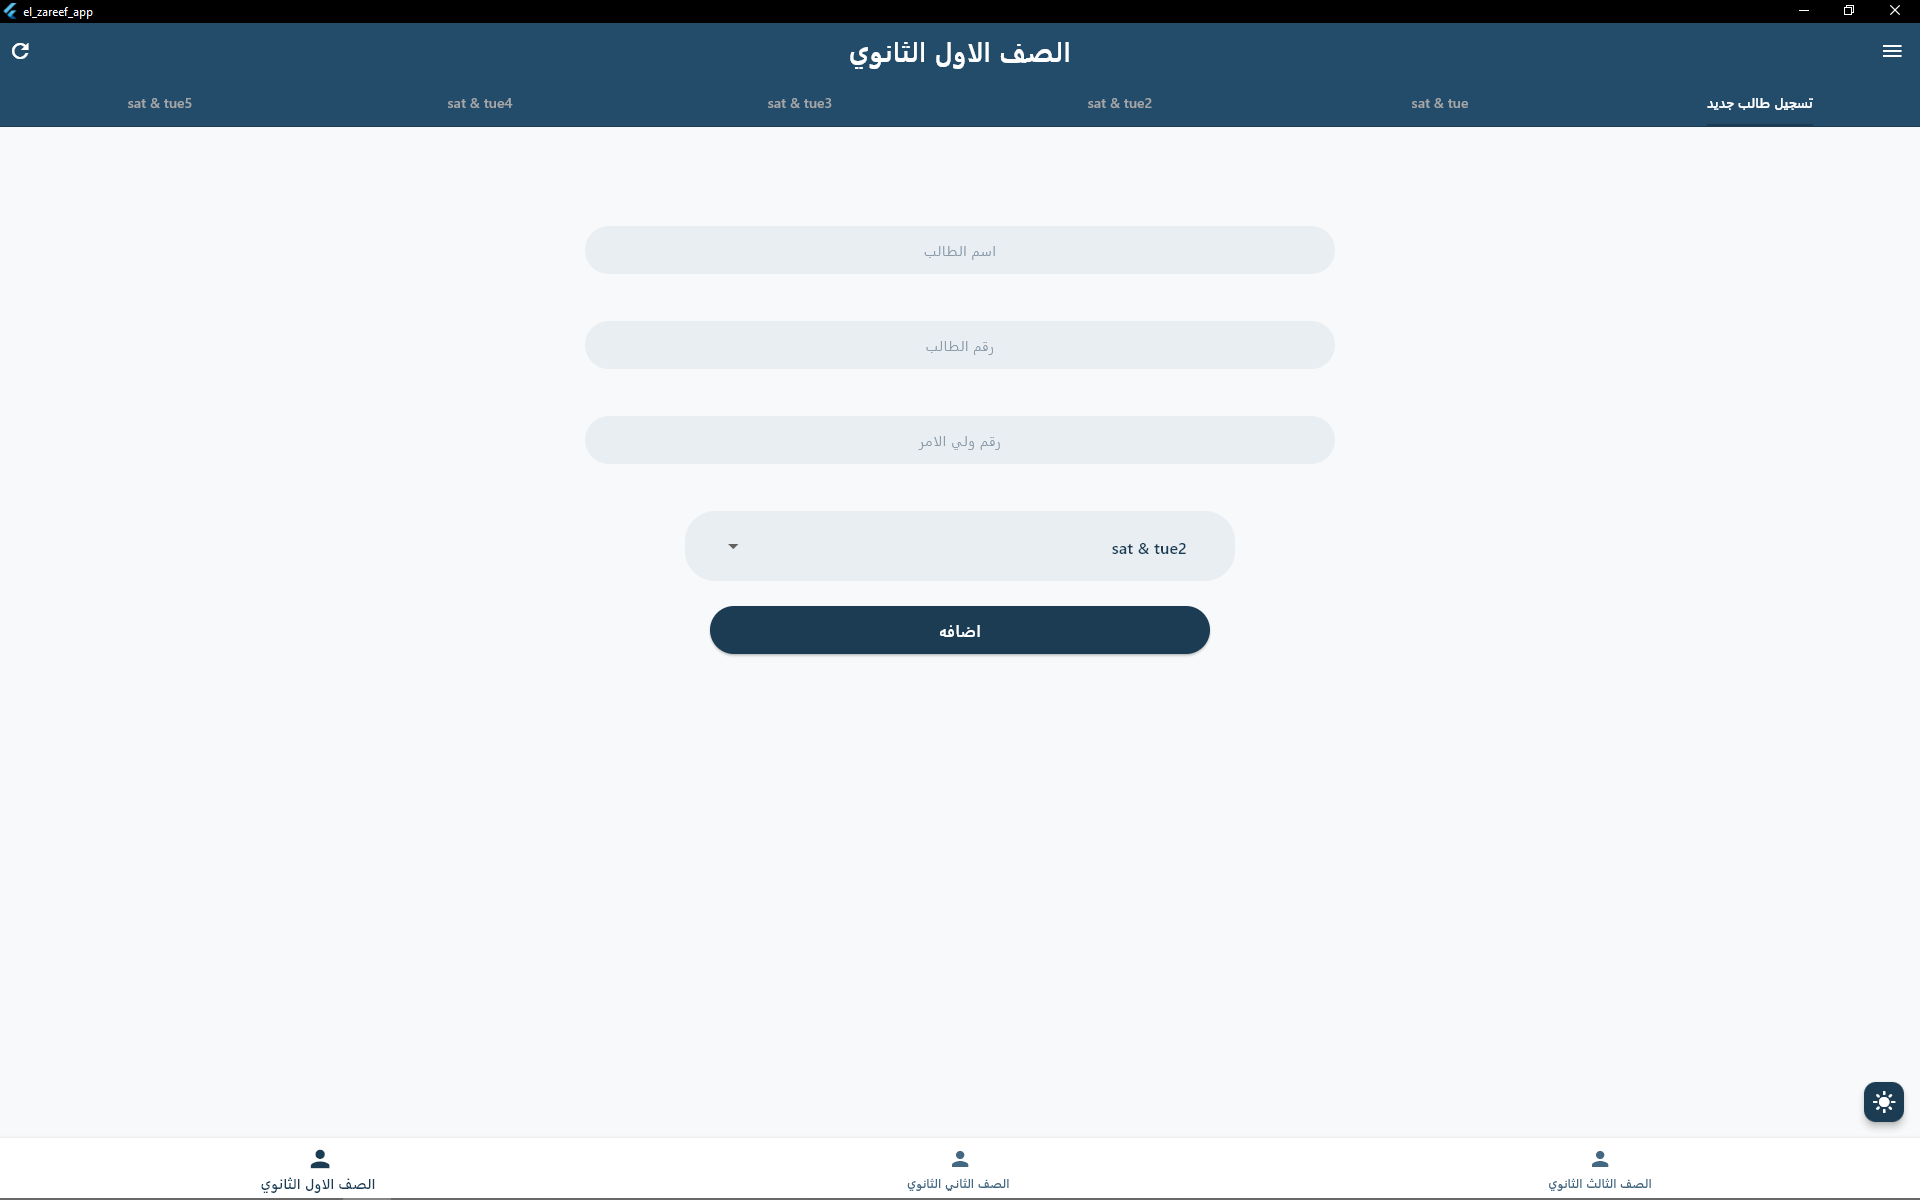 el_zareef_app
الصف الاول الثانوي
تسجيل طالب جديد
sat & tue
sat & tue2
sat & tue3
sat & tue4
sat & tue5
اسم الطالب
رقم الطالب
رقم ولي الامر
sat & tue2
اضافه
الصف الاول الثانوي
الصف الثاني الثانوي
الصف الثالث الثانوي